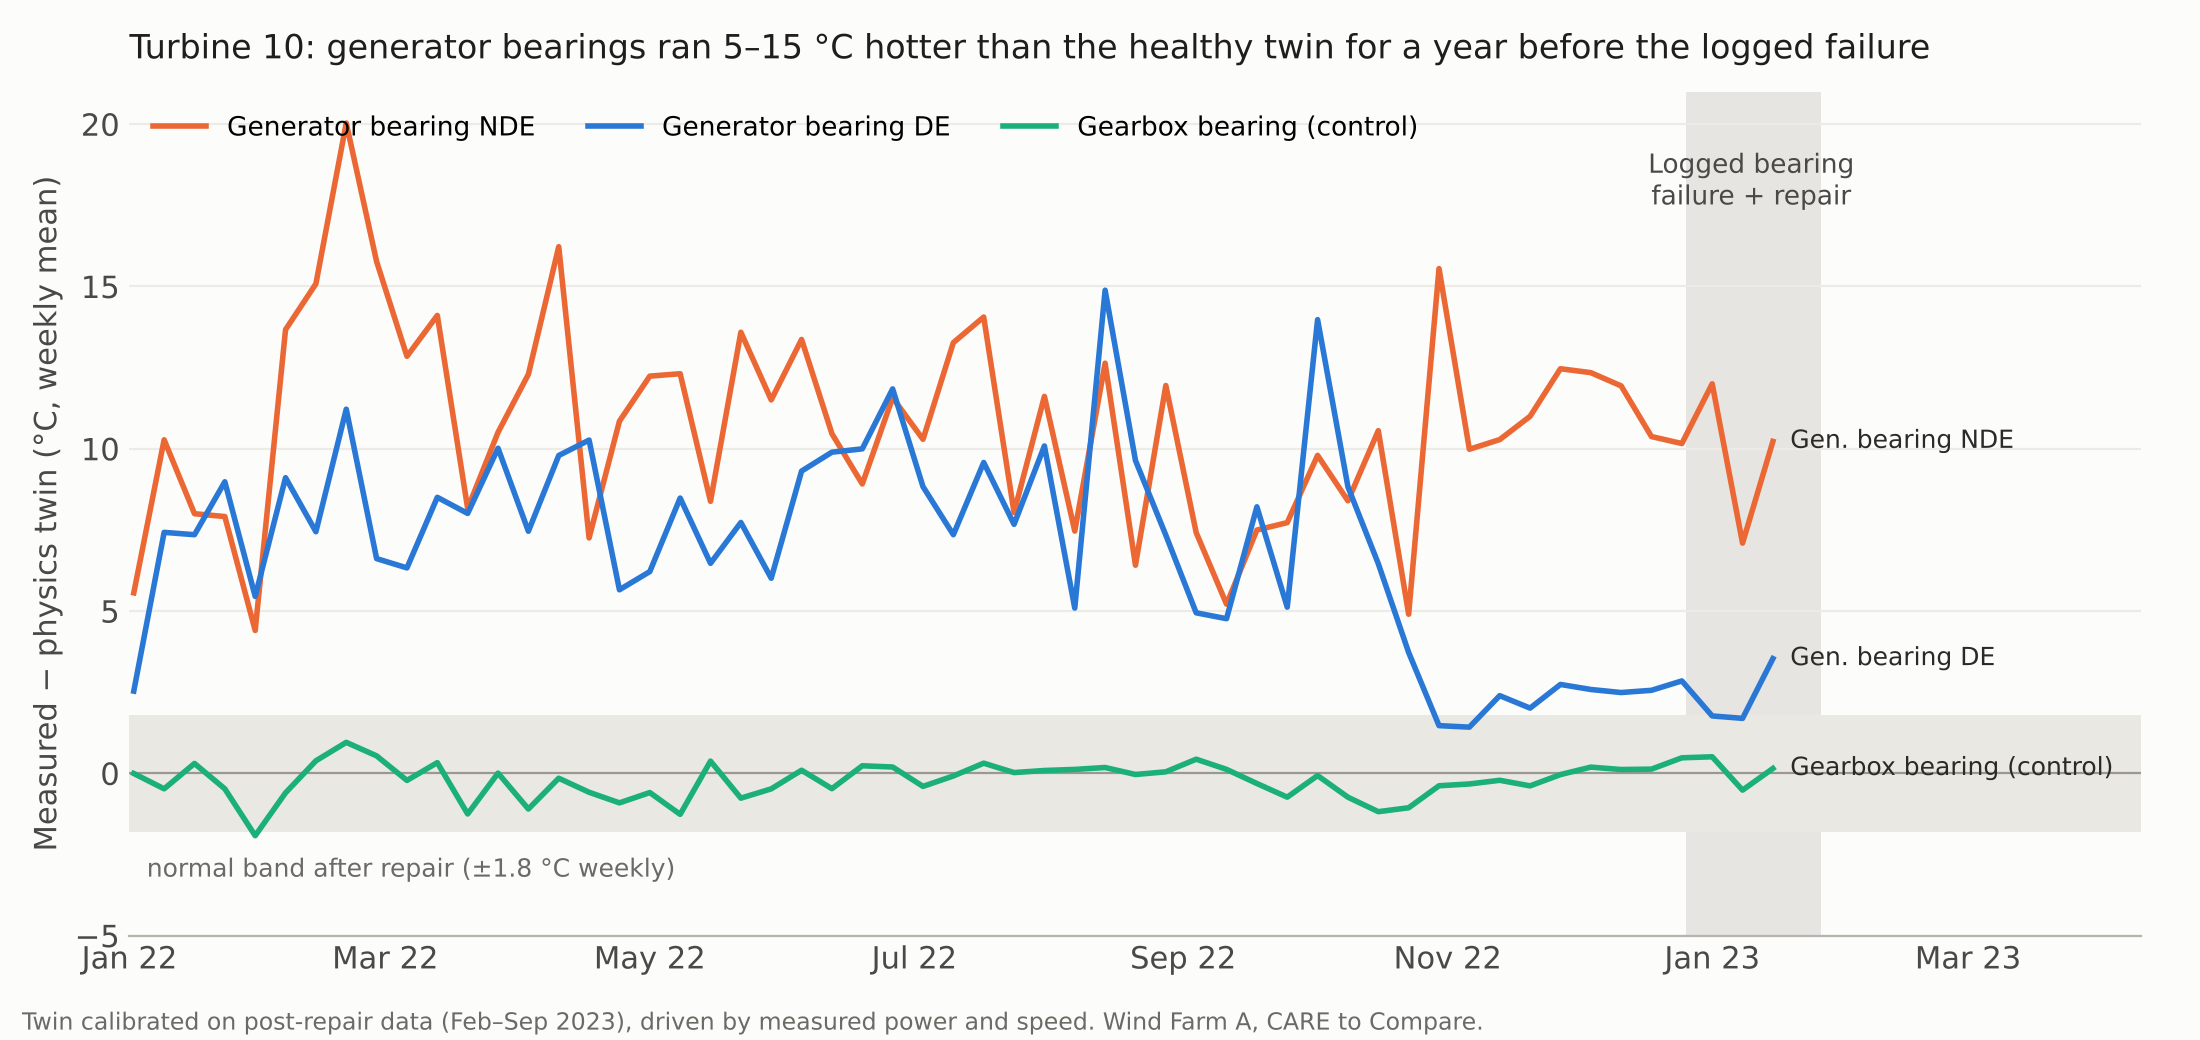 Turbine 10: generator bearings ran 5–15 °C hotter than the healthy twin for a year before the logged failure
Generator bearing NDE
Generator bearing DE
Gearbox bearing (control)
Measured − physics twin (°C, weekly mean)
20
15
10
5
0
−5
Logged bearing
failure + repair
Gen. bearing NDE
Gen. bearing DE
Gearbox bearing (control)
normal band after repair (±1.8 °C weekly)
Jan 22
Mar 22
May 22
Jul 22
Sep 22
Nov 22
Jan 23
Mar 23
Twin calibrated on post-repair data (Feb–Sep 2023), driven by measured power and speed. Wind Farm A, CARE to Compare.